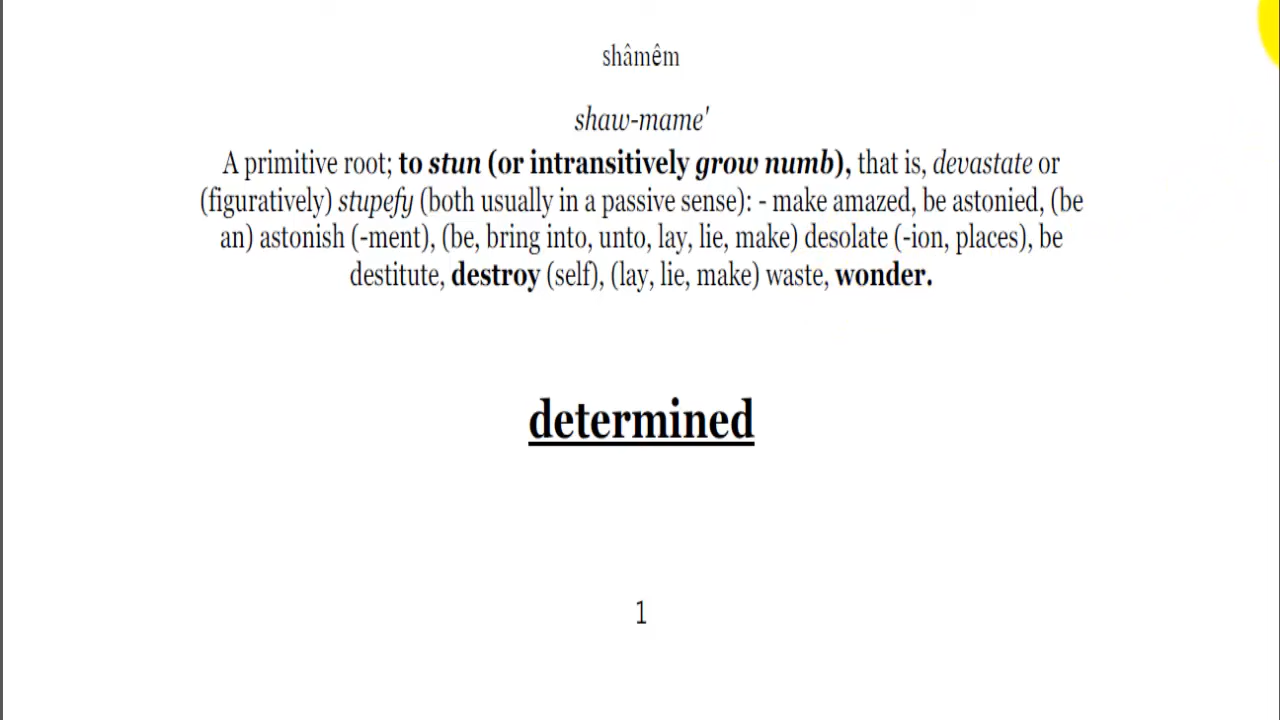 shâmêm
shaw-mame'
A primitive root; to stun (or intransitively grow numb), that is, devastate or
(figuratively) stupefy (both usually in a passive sense): - make amazed, be astonied, (be
an) astonish (-ment), (be, bring into, unto, lay, lie, make) desolate (-ion, places), be
destitute, destroy (self), (lay, lie, make) waste, wonder.
determined
1